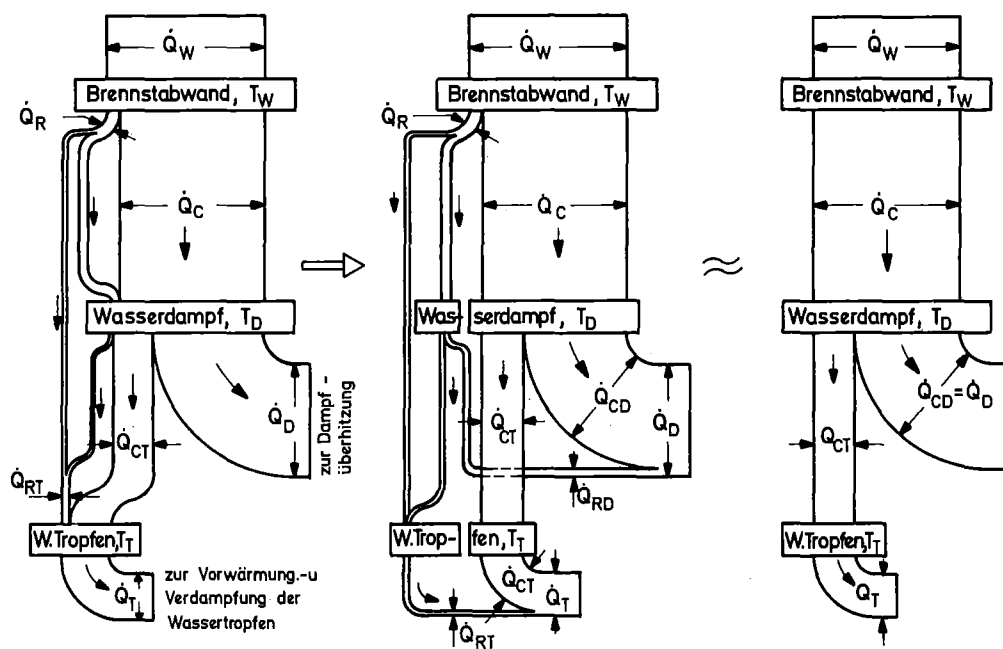 Q̇W
Brennstabwand, TW
Q̇R
Q̇C
Wasserdampf, TD
Q̇D
zur Dampf-
überhitzung
Q̇CT
Q̇RT
W.Tropfen,TT
Q̇T
zur Vorwärmung.-u
Verdampfung der
Wassertropfen
Q̇W
Brennstabwand, TW
Q̇R
Q̇C
Was- serdampf, TD
Q̇CD
Q̇D
Q̇CT
Q̇RD
W.Trop- fen, TT
Q̇CT
Q̇T
Q̇RT
≈
Q̇W
Brennstabwand, TW
Q̇C
Wasserdampf, TD
Q̇CD=Q̇D
QCT
W.Tropfen,TT
Q̇T